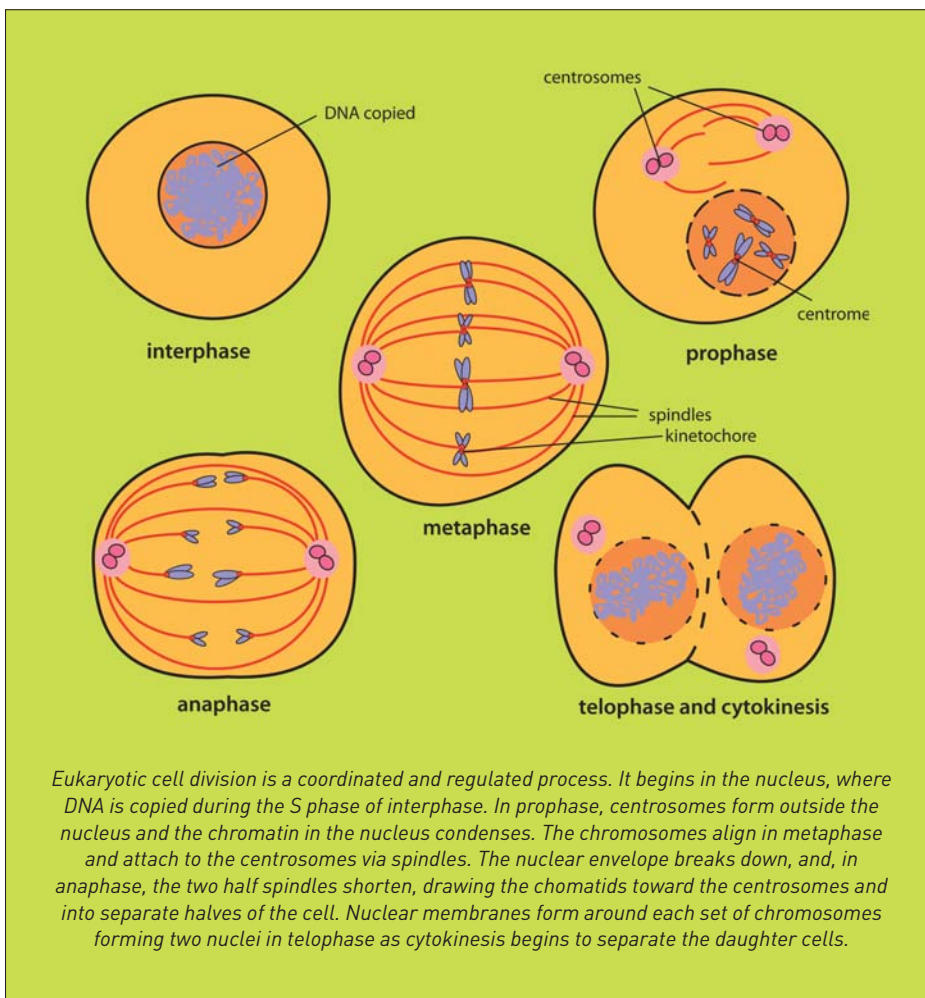 centrosomes
DNA copied
centrome
interphase
prophase
spindles
kinetochore
metaphase
anaphase
telophase and cytokinesis
Eukaryotic cell division is a coordinated and regulated process. It begins in the nucleus, where
DNA is copied during the S phase of interphase. In prophase, centrosomes form outside the
nucleus and the chromatin in the nucleus condenses. The chromosomes align in metaphase
and attach to the centrosomes via spindles. The nuclear envelope breaks down, and, in
anaphase, the two half spindles shorten, drawing the chomatids toward the centrosomes and
into separate halves of the cell. Nuclear membranes form around each set of chromosomes
forming two nuclei in telophase as cytokinesis begins to separate the daughter cells.